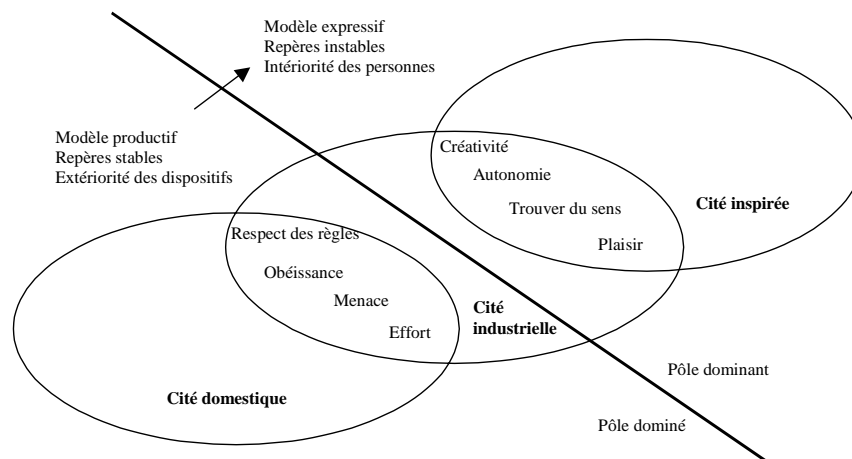 Modèle expressif
Repères instables
Intériorité des personnes
Modèle productif
Repères stables
Extériorité des dispositifs
Créativité
Autonomie
Trouver du sens
Plaisir
Cité inspirée
Respect des règles
Obéissance
Menace
Effort
Cité
industrielle
Cité domestique
Pôle dominant
Pôle dominé